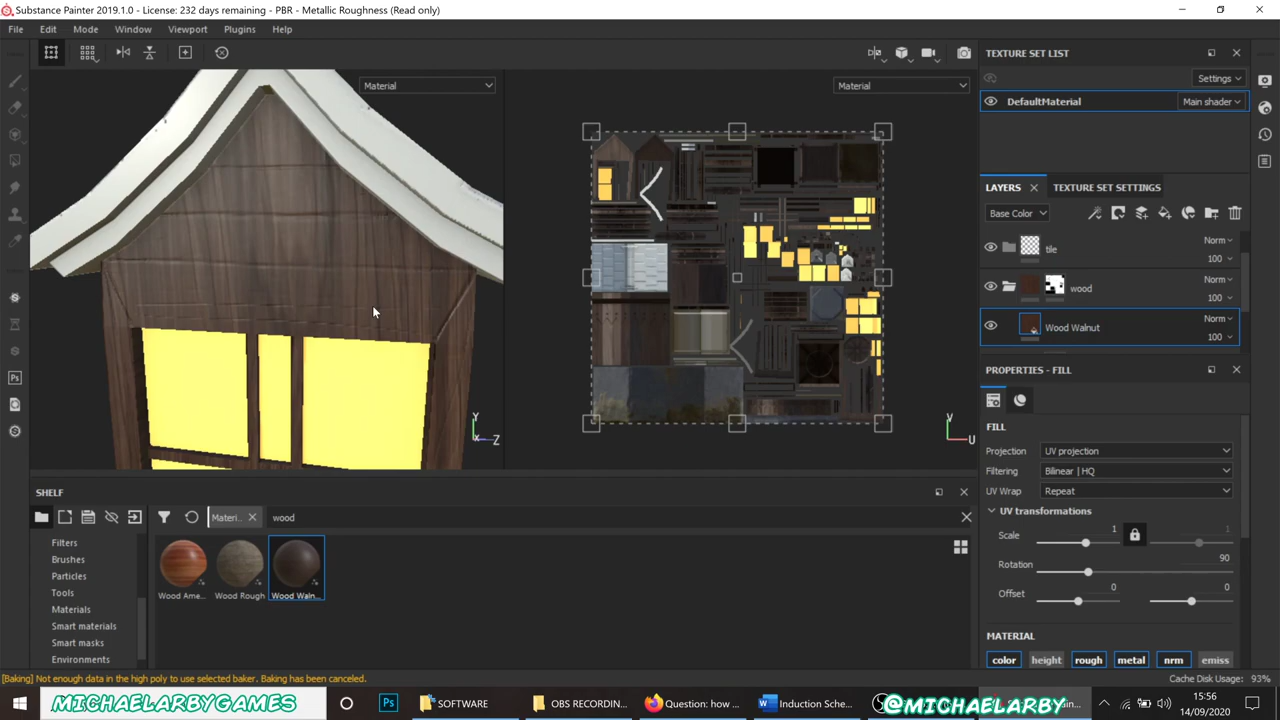 Substance Painter 2019.1.0 - License: 232 days remaining - PBR - Metallic Roughness (Read only)
File Edit Mode Window Viewport Plugins Help
Material
Material
TEXTURE SET LIST
Settings
DefaultMaterial
Main shader
LAYERS
TEXTURE SET SETTINGS
Base Color
tile
Norm
100
wood
Norm
100
Wood Walnut
Norm
100
PROPERTIES - FILL
FILL
Projection
UV projection
Filtering
Bilinear | HQ
UV Wrap
Repeat
UV transformations
Scale
1
1
Rotation
90
Offset
0
0
MATERIAL
color height rough metal nrm emiss
Y
X
Z
V
U
SHELF
Materi...
wood
Filters
Brushes
Particles
Tools
Materials
Smart materials
Smart masks
Environments
Wood Ame...
Wood Rough
Wood Waln...
[Baking] Not enough data in the high poly to use selected baker. Baking has been canceled.
Cache Disk Usage: 93%
MICHAELARBYGAMES
Ps
SOFTWARE
OBS RECORDIN...
Question: how ...
Induction Sche...
@MICHAELARBY
15:56
14/09/2020